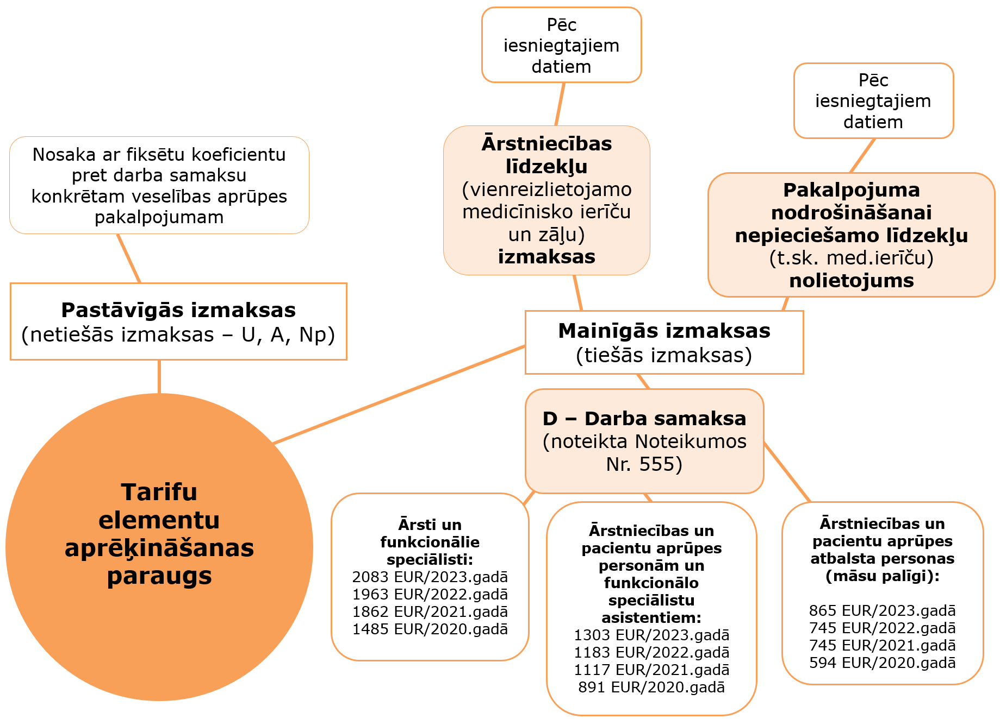 Pēc
iesniegtajiem
datiem
Pēc
iesniegtajiem
datiem
Nosaka ar fiksētu koeficientu
pret darba samaksu
konkrētam veselības aprūpes
pakalpojumam
Ārstniecības
līdzekļu
(vienreizlietojamo
medicīnisko ierīču
un zāļu)
izmaksas
Pakalpojuma
nodrošināšanai
nepieciešamo līdzekļu
(t.sk. med.ierīču)
nolietojums
Pastāvīgās izmaksas
(netiešās izmaksas – U, A, Np)
Mainīgās izmaksas
(tiešās izmaksas)
D – Darba samaksa
(noteikta Noteikumos
Nr. 555)
Tarifu
elementu
aprēķināšanas
paraugs
Ārsti un
funkcionālie
speciālisti:
2083 EUR/2023.gadā
1963 EUR/2022.gadā
1862 EUR/2021.gadā
1485 EUR/2020.gadā
Ārstniecības un
pacientu aprūpes
personām un
funkcionālo
speciālistu
asistentiem:
1303 EUR/2023.gadā
1183 EUR/2022.gadā
1117 EUR/2021.gadā
891 EUR/2020.gadā
Ārstniecības un
pacientu aprūpes
atbalsta personas
(māsu palīgi):
865 EUR/2023.gadā
745 EUR/2022.gadā
745 EUR/2021.gadā
594 EUR/2020.gadā